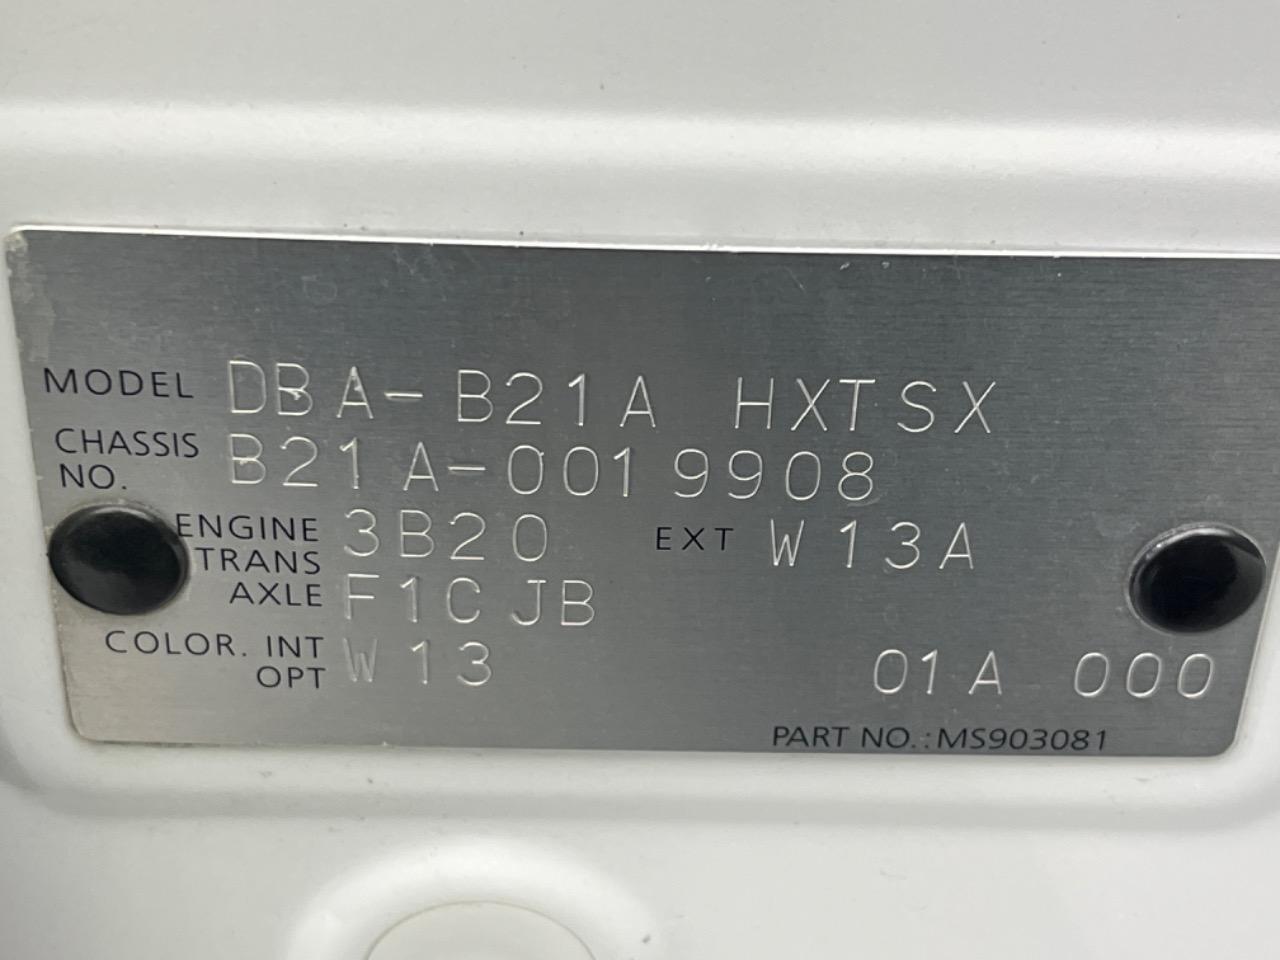 MODEL DBA-B21A HXTSX
CHASSIS NO. B21A-0019908
ENGINE 3B20 EXT W13A
TRANS AXLE F1CJB
COLOR. INT OPT W13 01A 000
PART NO.:MS903081